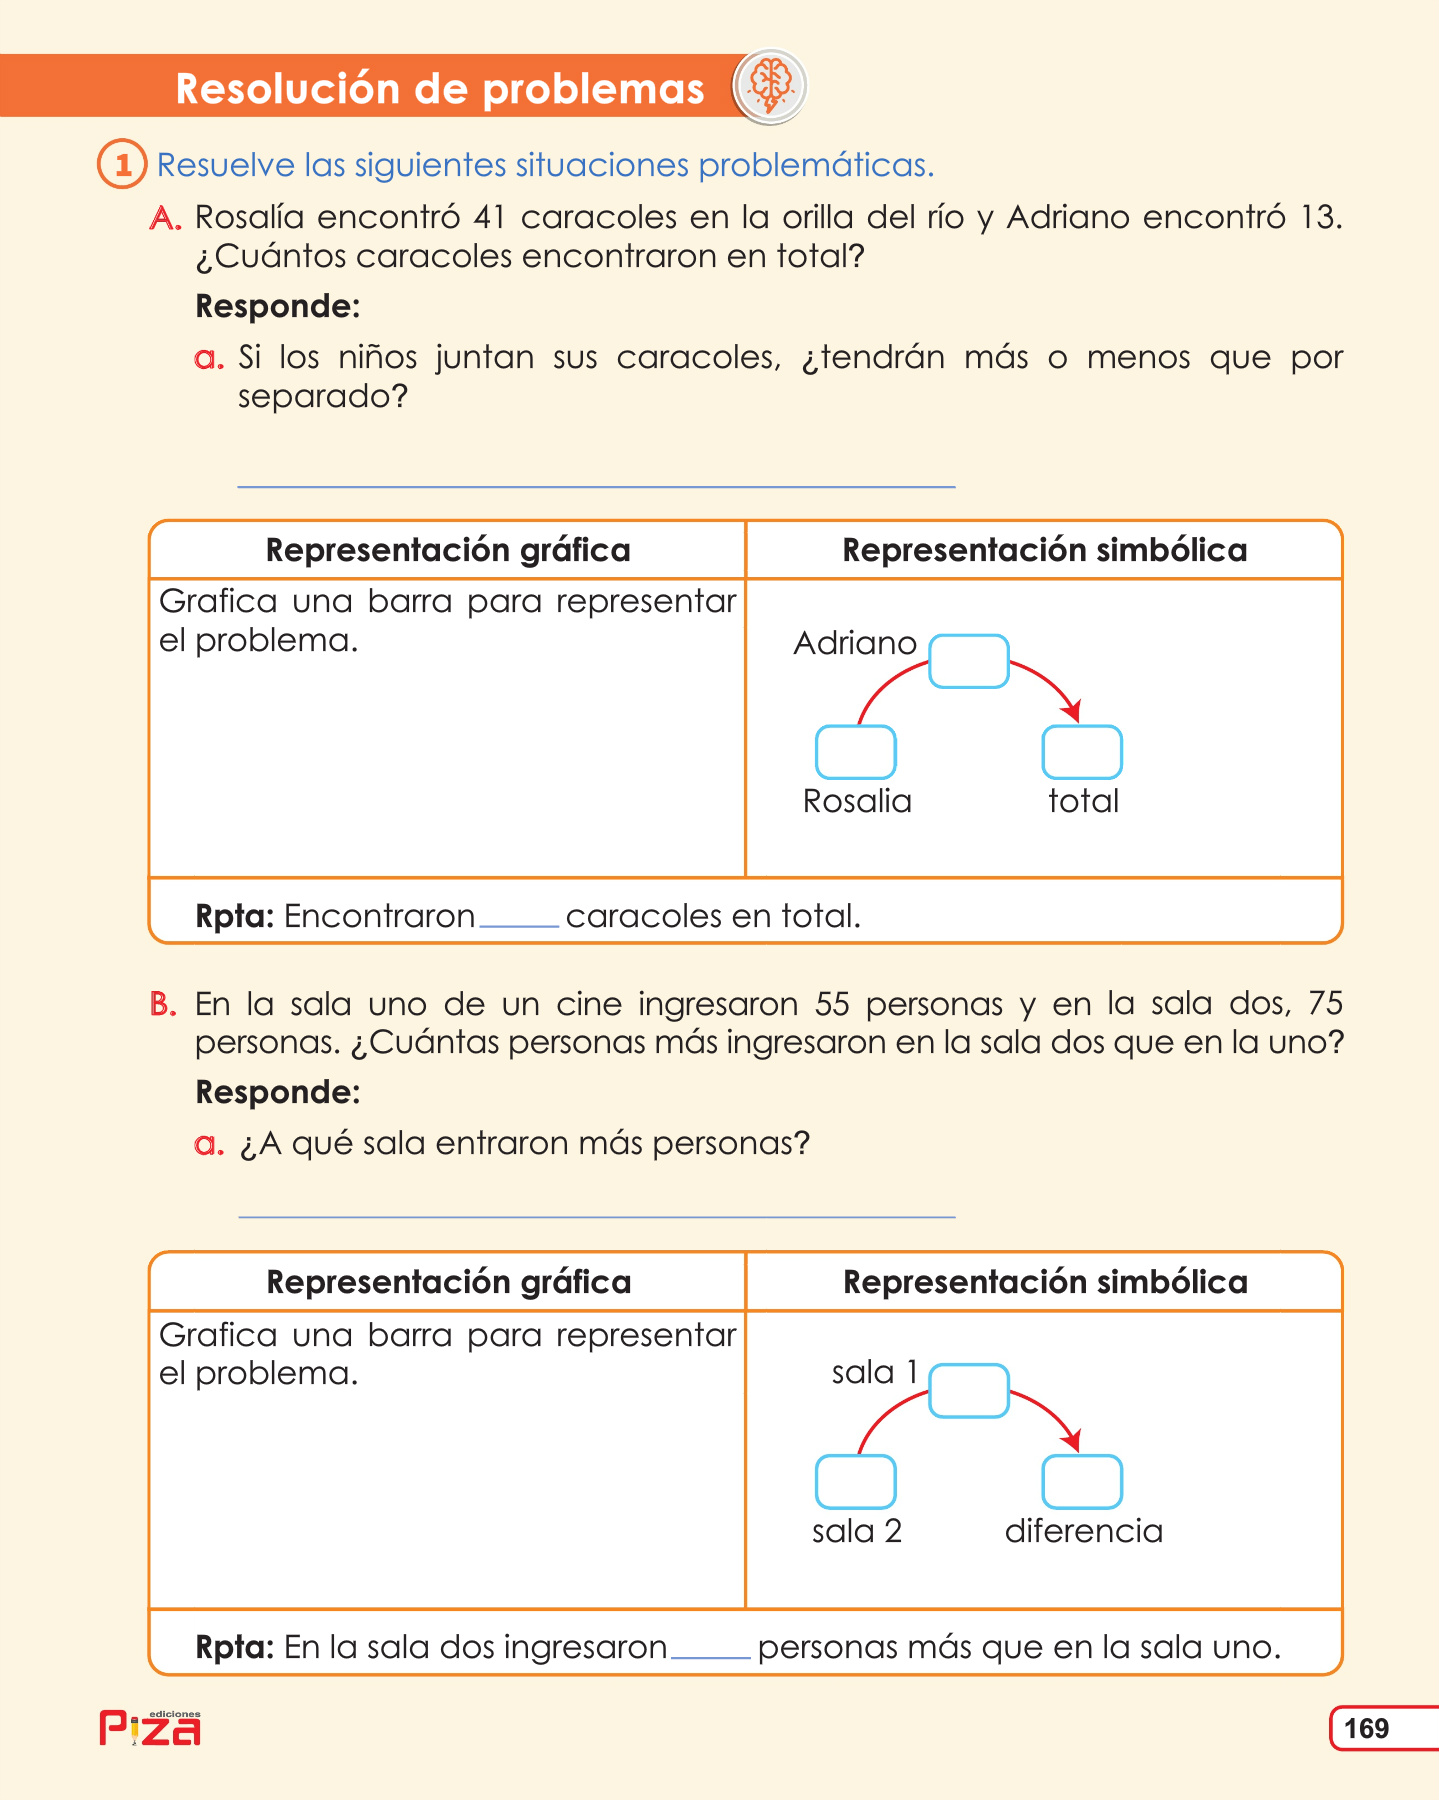 Resolución de problemas
1 Resuelve las siguientes situaciones problemáticas.
A. Rosalía encontró 41 caracoles en la orilla del río y Adriano encontró 13.
¿Cuántos caracoles encontraron en total?
Responde:
a. Si los niños juntan sus caracoles, ¿tendrán más o menos que por
separado?
Representación gráfica
Representación simbólica
Grafica una barra para representar
el problema.
Adriano
Rosalia
total
Rpta: Encontraron_____ caracoles en total.
B. En la sala uno de un cine ingresaron 55 personas y en la sala dos, 75
personas. ¿Cuántas personas más ingresaron en la sala dos que en la uno?
Responde:
a. ¿A qué sala entraron más personas?
Representación gráfica
Representación simbólica
Grafica una barra para representar
el problema.
sala 1
sala 2
diferencia
Rpta: En la sala dos ingresaron_____ personas más que en la sala uno.
ediciones
Piza
169